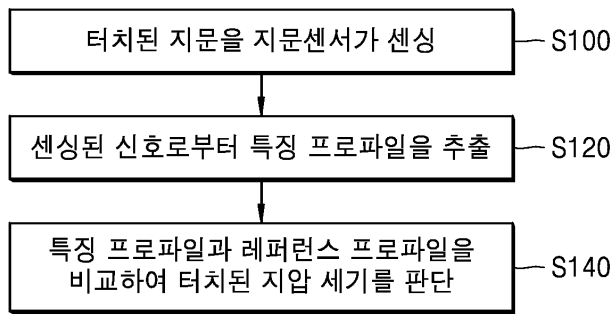 터치된 지문을 지문센서가 센싱
S100
센싱된 신호로부터 특징 프로파일을 추출
S120
특징 프로파일과 레퍼런스 프로파일을
비교하여 터치된 지압 세기를 판단
S140